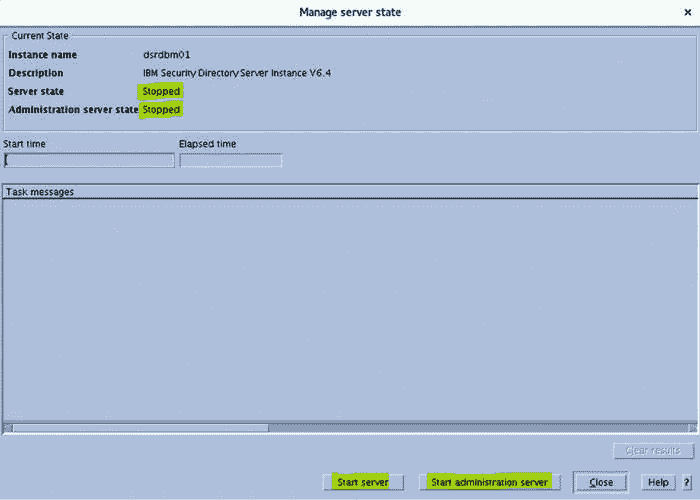 Manage server state
Current State
Instance name dsrdbm01
Description IBM Security Directory Server Instance V6.4
Server state Stopped
Administration server state Stopped
Start time Elapsed time
Task messages
Clear results
Start server Start administration server Close Help ?